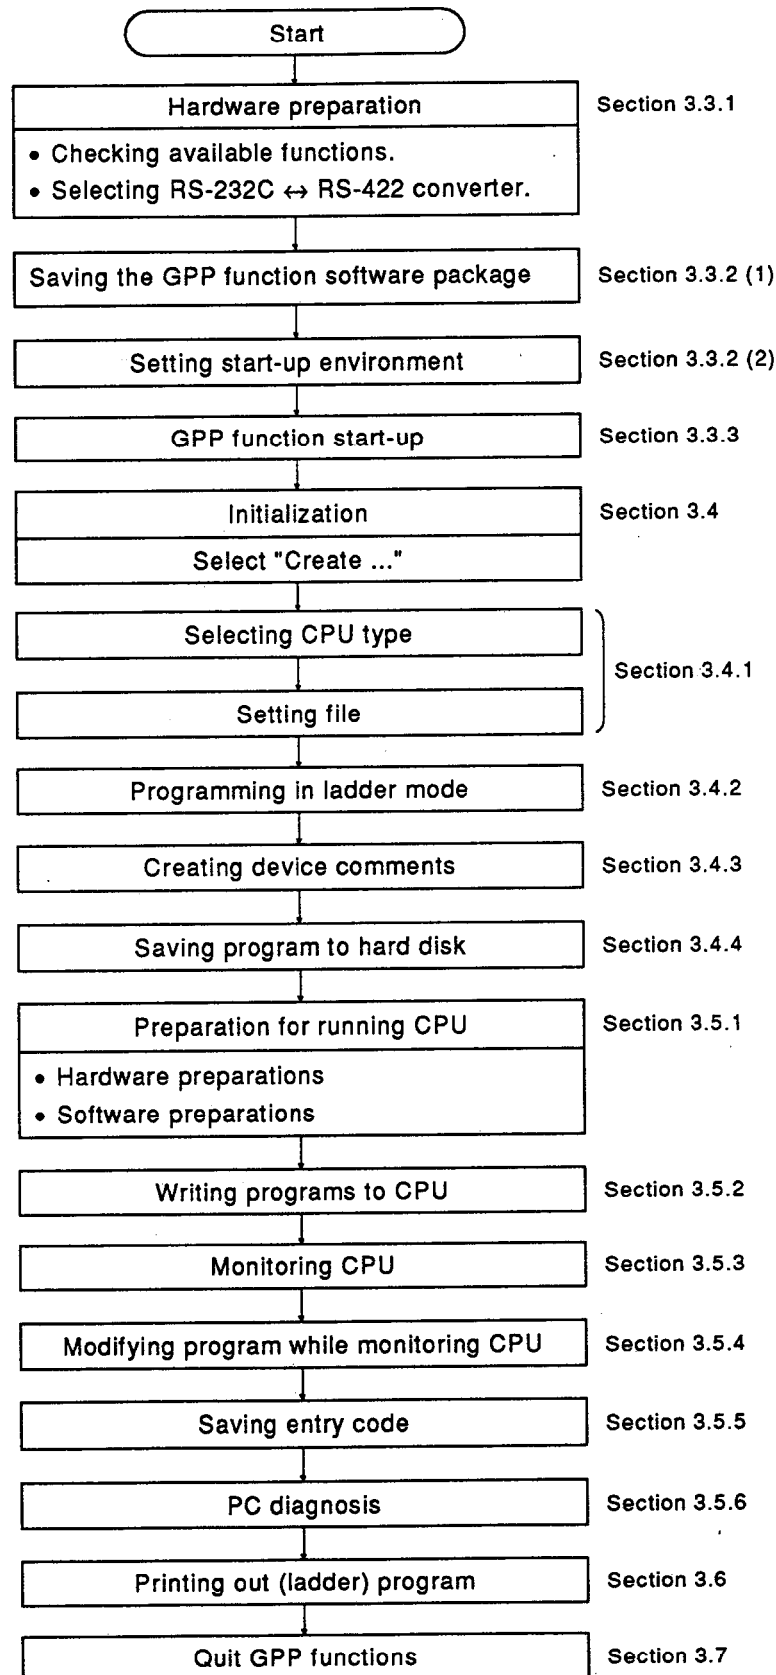 Start
Hardware preparation
Section 3.3.1
• Checking available functions.
• Selecting RS-232C ↔ RS-422 converter.
Saving the GPP function software package
Section 3.3.2 (1)
Setting start-up environment
Section 3.3.2 (2)
GPP function start-up
Section 3.3.3
Initialization
Section 3.4
Select "Create ..."
Selecting CPU type
Section 3.4.1
Setting file
Programming in ladder mode
Section 3.4.2
Creating device comments
Section 3.4.3
Saving program to hard disk
Section 3.4.4
Preparation for running CPU
Section 3.5.1
• Hardware preparations
• Software preparations
Writing programs to CPU
Section 3.5.2
Monitoring CPU
Section 3.5.3
Modifying program while monitoring CPU
Section 3.5.4
Saving entry code
Section 3.5.5
PC diagnosis
Section 3.5.6
Printing out (ladder) program
Section 3.6
Quit GPP functions
Section 3.7